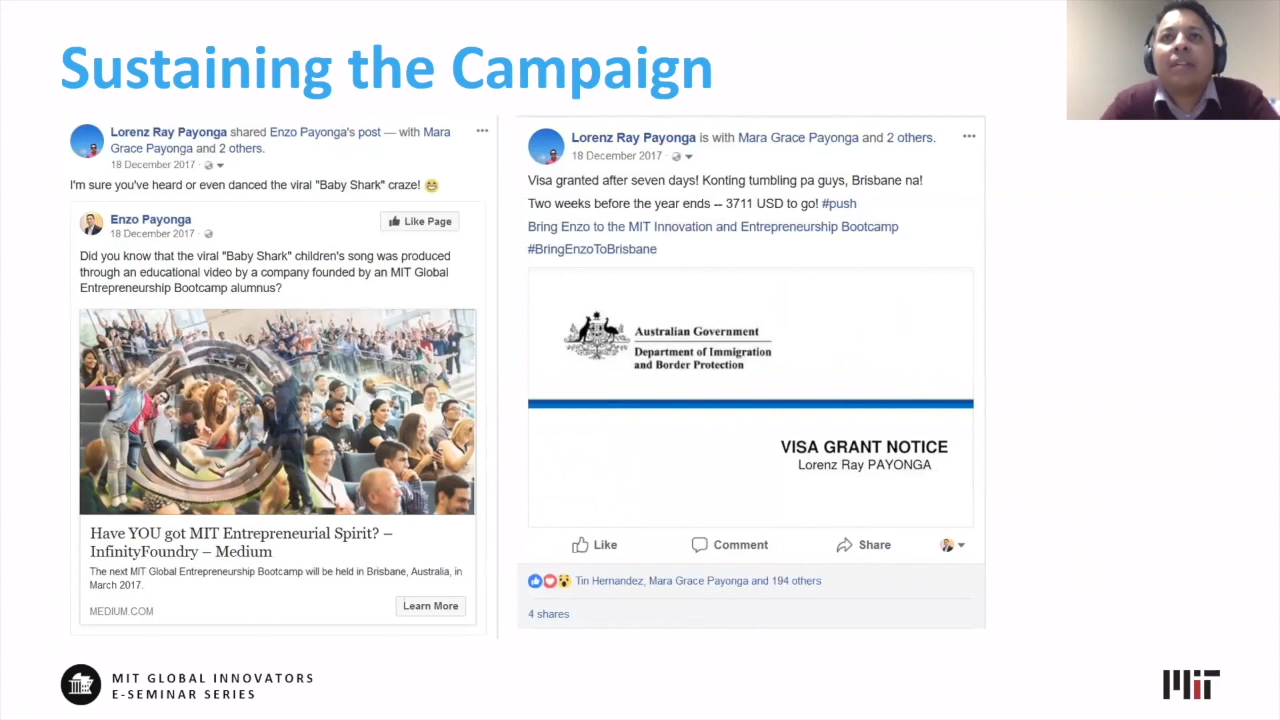 Sustaining the Campaign
Lorenz Ray Payonga shared Enzo Payonga's post — with Mara
Grace Payonga and 2 others.
18 December 2017 ·
I'm sure you've heard or even danced the viral "Baby Shark" craze! 😄
Enzo Payonga
18 December 2017 ·
Like Page
Did you know that the viral "Baby Shark" children's song was produced
through an educational video by a company founded by an MIT Global
Entrepreneurship Bootcamp alumnus?
Have YOU got MIT Entrepreneurial Spirit? –
InfinityFoundry – Medium
The next MIT Global Entrepreneurship Bootcamp will be held in Brisbane, Australia, in
March 2017.
MEDIUM.COM
Learn More
Lorenz Ray Payonga is with Mara Grace Payonga and 2 others.
18 December 2017 ·
Visa granted after seven days! Konting tumbling pa guys, Brisbane na!
Two weeks before the year ends -- 3711 USD to go! #push
Bring Enzo to the MIT Innovation and Entrepreneurship Bootcamp
#BringEnzoToBrisbane
Australian Government
Department of Immigration
and Border Protection
VISA GRANT NOTICE
Lorenz Ray PAYONGA
Like
Comment
Share
Tin Hernandez, Mara Grace Payonga and 194 others
4 shares
MIT GLOBAL INNOVATORS
E-SEMINAR SERIES
MIT